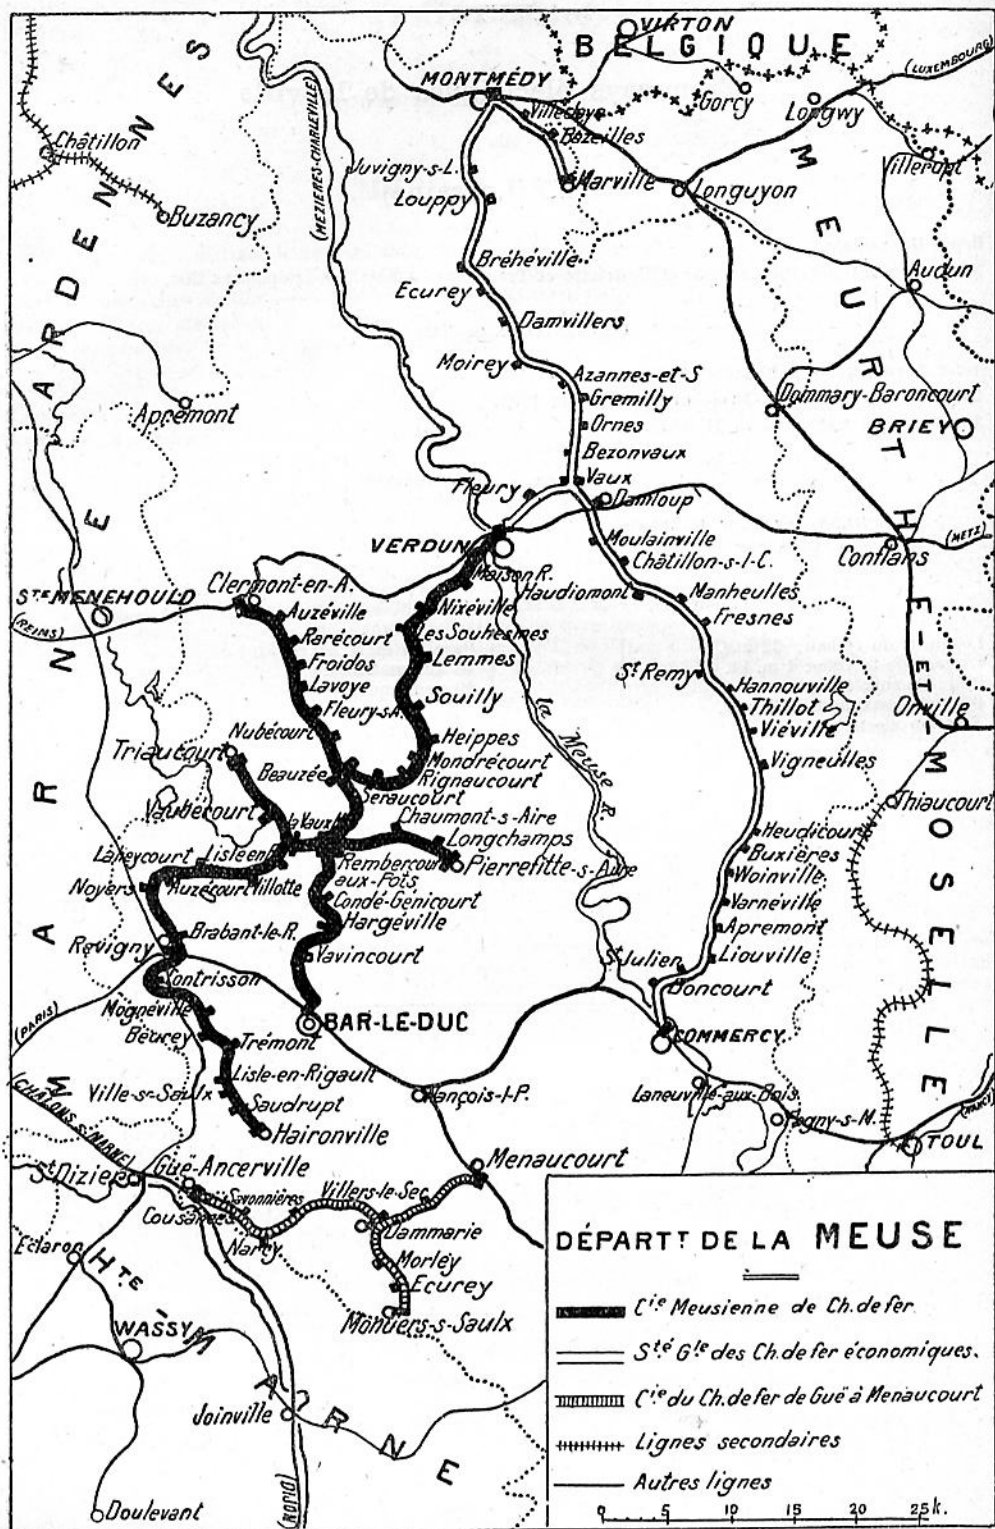 VIRTON
BELGIQUE
(LUXEMBOURG)
MONTMÉDY
Gorcy
Longwy
Villecloye
Bazeilles
Villerupt
ARDENNES
Châtillon
(MEZIÈRES-CHARLEVILLE)
Juvigny-s-L.
Marville
Longuyon
Louppy
Buzancy
Bréhéville
Audun
Ecurey
Damvillers
Moirey
Azannes-et-S
Gremilly
Dommary-Baroncourt
Apremont
Ornes
BRIEY
Bezonvaux
Vaux
Fleury
Damloup
MEURTHE-ET-MOSELLE
VERDUN
Moulainville
Conflans
(METZ)
Châtillon-s-l-C.
Maison R.
Haudiomont
Manheulles
Clermont-en-A.
STE MENEHOULD
(REIMS)
Auzéville
Nixéville
Fresnes
Rarécourt
Les Souhesmes
Froidos
Lemmes
St Remy
Hannouville
Lavoye
Souilly
Thillot
Onville
Fleury-s-A.
Viéville
Nubécourt
Heippes
la Meuse R.
Triaucourt
Mondrécourt
Vigneulles
Beauzée
Rignaucourt
Seraucourt
Thiaucourt
Vaubécourt
Chaumont-s-Aire
Heudicourt
Longchamps
Buxières
Laheycourt
Lisle en B.
Rembercourt
aux-Pots
Pierrefitte-s-Aire
Woinville
Noyers
Auzécourt
Villotte
Condé-Génicourt
Varnéville
Hargéville
Apremont
Brabant-le-R.
Revigny
Vavincourt
St Julien
Liouville
Contrisson
Boncourt
MARNE
Mognéville
BAR-LE-DUC
(PARIS)
Beurey
Trémont
COMMERCY
Lisle-en-Rigault
Nançois-l-P.
Laneuville-aux-Bois
Ville-s-Saulx
Saudrupt
(NANCY)
(CHALONS S. MARNE)
Haironville
TOUL
Guë-Ancerville
Menaucourt
St Dizier
Savonnières
Villers-le-Sec
Cousances
Dammarie
Narcy
Eclaron
Morley
Ecurey
HTE MARNE
WASSY
Joinville
Doulevant
DÉPARTT DE LA MEUSE
Cie Meusienne de Ch. de fer
Sté Gle des Ch. de fer économiques.
Cie du Ch. de fer de Guë à Menaucourt
Lignes secondaires
Autres lignes
0 5 10 15 20 25 k.